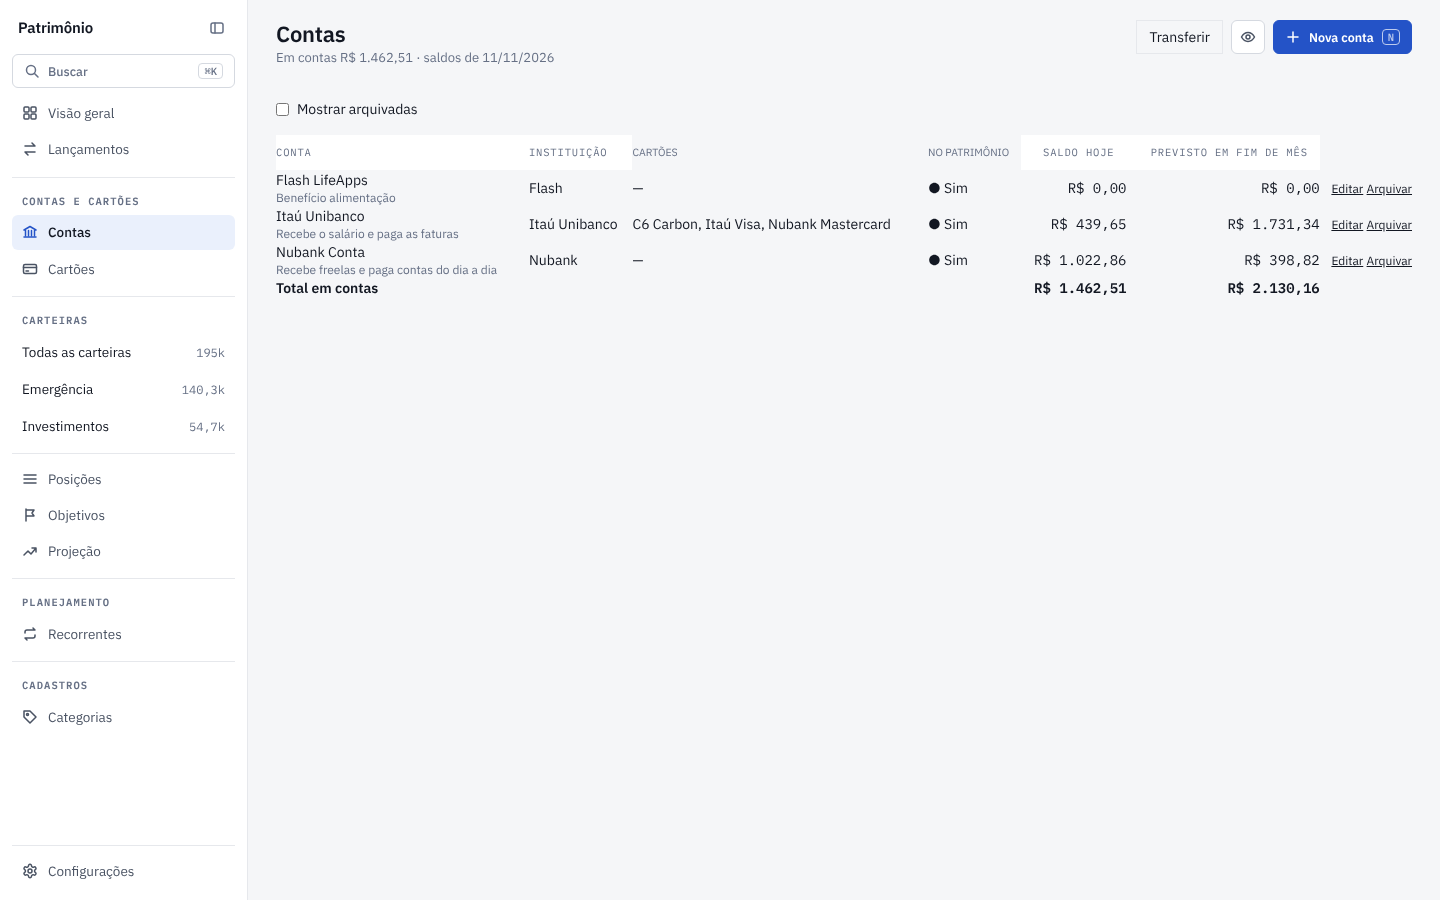 Patrimônio
Buscar ⌘K
Visão geral
Lançamentos
CONTAS E CARTÕES
Contas
Cartões
CARTEIRAS
Todas as carteiras 195k
Emergência 140,3k
Investimentos 54,7k
Posições
Objetivos
Projeção
PLANEJAMENTO
Recorrentes
CADASTROS
Categorias
Configurações
Contas
Em contas R$ 1.462,51 · saldos de 11/11/2026
Transferir
Nova conta N
Mostrar arquivadas
CONTA INSTITUIÇÃO CARTÕES NO PATRIMÔNIO SALDO HOJE PREVISTO EM FIM DE MÊS
Flash LifeApps
Benefício alimentação
Flash — Sim R$ 0,00 R$ 0,00 Editar Arquivar
Itaú Unibanco
Recebe o salário e paga as faturas
Itaú Unibanco C6 Carbon, Itaú Visa, Nubank Mastercard Sim R$ 439,65 R$ 1.731,34 Editar Arquivar
Nubank Conta
Recebe freelas e paga contas do dia a dia
Nubank — Sim R$ 1.022,86 R$ 398,82 Editar Arquivar
Total em contas R$ 1.462,51 R$ 2.130,16